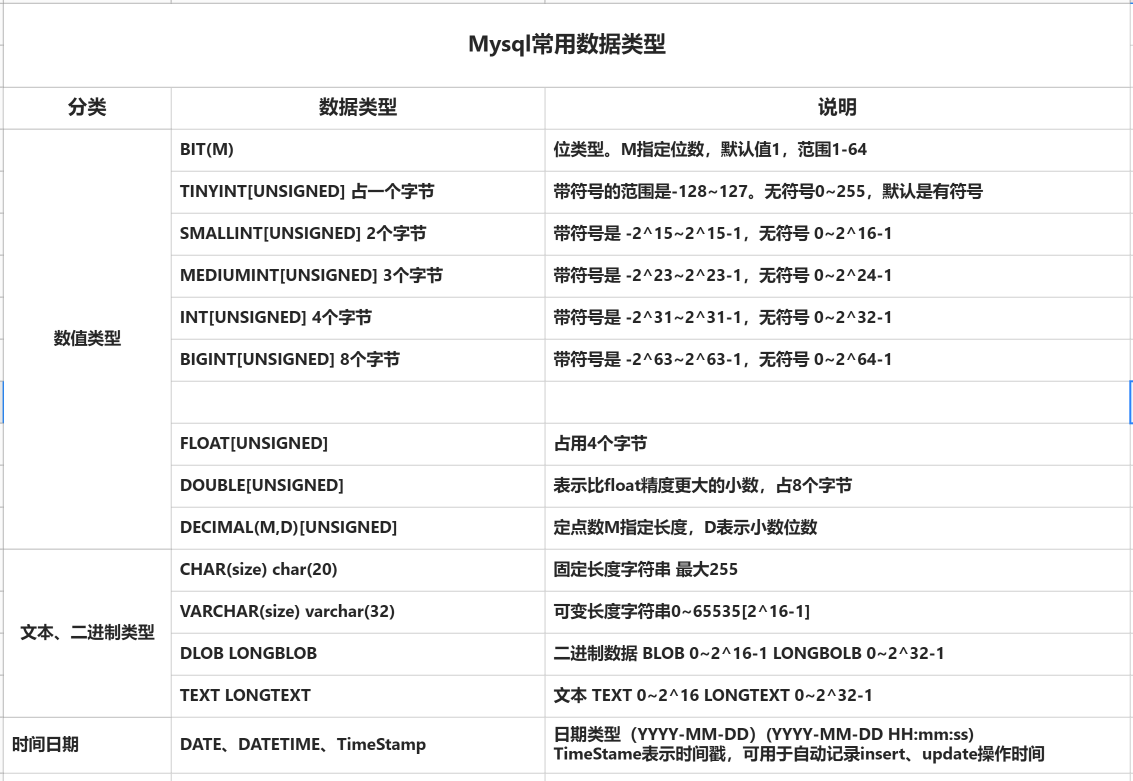 Mysql常用数据类型
分类 数据类型 说明
数值类型
BIT(M) 位类型。M指定位数，默认值1，范围1-64
TINYINT[UNSIGNED] 占一个字节 带符号的范围是-128~127。无符号0~255，默认是有符号
SMALLINT[UNSIGNED] 2个字节 带符号是 -2^15~2^15-1，无符号 0~2^16-1
MEDIUMINT[UNSIGNED] 3个字节 带符号是 -2^23~2^23-1，无符号 0~2^24-1
INT[UNSIGNED] 4个字节 带符号是 -2^31~2^31-1，无符号 0~2^32-1
BIGINT[UNSIGNED] 8个字节 带符号是 -2^63~2^63-1，无符号 0~2^64-1
FLOAT[UNSIGNED] 占用4个字节
DOUBLE[UNSIGNED] 表示比float精度更大的小数，占8个字节
DECIMAL(M,D)[UNSIGNED] 定点数M指定长度，D表示小数位数
文本、二进制类型
CHAR(size) char(20) 固定长度字符串 最大255
VARCHAR(size) varchar(32) 可变长度字符串0~65535[2^16-1]
DLOB LONGBLOB 二进制数据 BLOB 0~2^16-1 LONGBOLB 0~2^32-1
TEXT LONGTEXT 文本 TEXT 0~2^16 LONGTEXT 0~2^32-1
时间日期 DATE、DATETIME、TimeStamp 日期类型（YYYY-MM-DD）(YYYY-MM-DD HH:mm:ss)
TimeStame表示时间戳，可用于自动记录insert、update操作时间